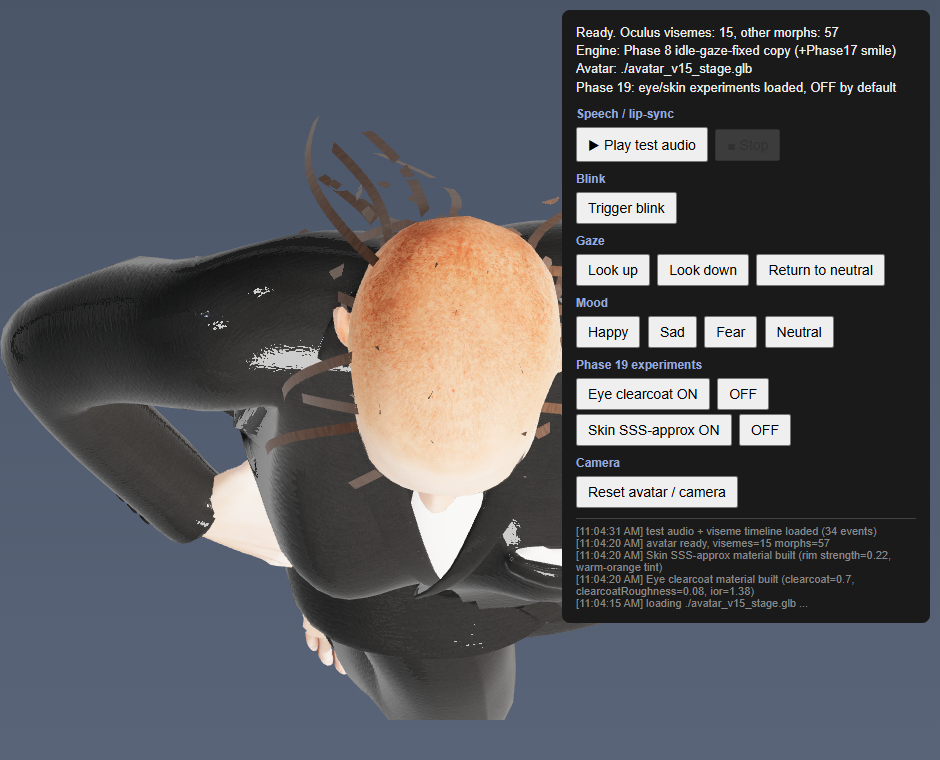 Ready. Oculus visemes: 15, other morphs: 57
Engine: Phase 8 idle-gaze-fixed copy (+Phase17 smile)
Avatar: ./avatar_v15_stage.glb
Phase 19: eye/skin experiments loaded, OFF by default
Speech / lip-sync
▶ Play test audio ■ Stop
Blink
Trigger blink
Gaze
Look up Look down Return to neutral
Mood
Happy Sad Fear Neutral
Phase 19 experiments
Eye clearcoat ON OFF
Skin SSS-approx ON OFF
Camera
Reset avatar / camera
[11:04:31 AM] test audio + viseme timeline loaded (34 events)
[11:04:20 AM] avatar ready, visemes=15 morphs=57
[11:04:20 AM] Skin SSS-approx material built (rim strength=0.22,
warm-orange tint)
[11:04:20 AM] Eye clearcoat material built (clearcoat=0.7,
clearcoatRoughness=0.08, ior=1.38)
[11:04:15 AM] loading ./avatar_v15_stage.glb ...